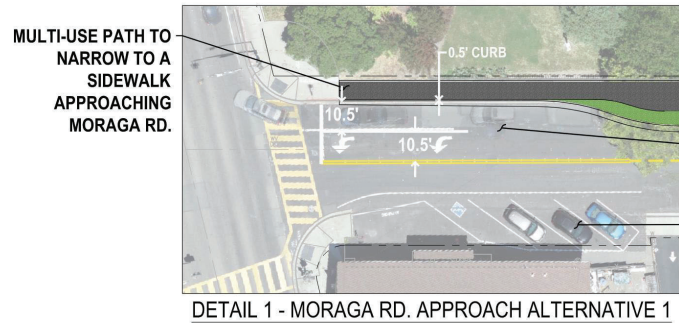 MULTI-USE PATH TO
NARROW TO A
SIDEWALK
APPROACHING
MORAGA RD.
0.5' CURB
10.5'
10.5'
DETAIL 1 - MORAGA RD. APPROACH ALTERNATIVE 1